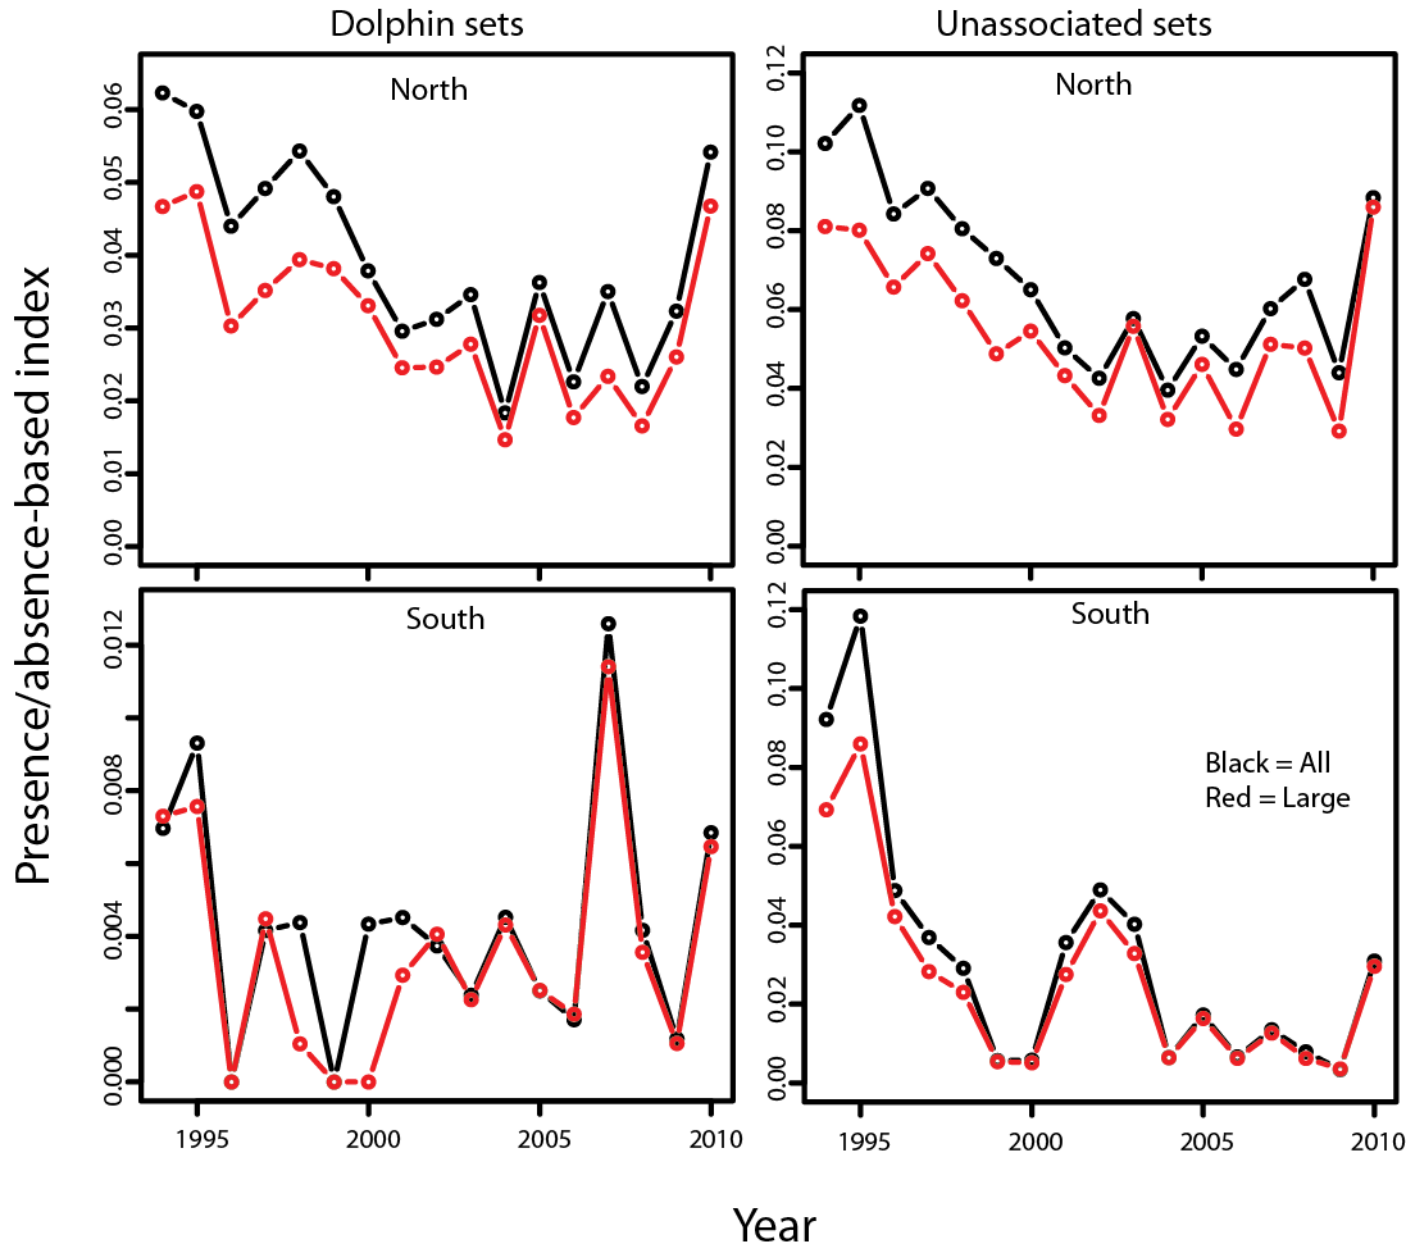 Dolphin sets
Unassociated sets
Presence/absence-based index
North
0.06
0.05
0.04
0.03
0.02
0.01
0.00
North
0.12
0.10
0.08
0.06
0.04
0.02
0.00
South
0.012
0.008
0.004
0.000
1995 2000 2005 2010
South
0.12
0.10
0.08
0.06
0.04
0.02
0.00
Black = All
Red = Large
1995 2000 2005 2010
Year